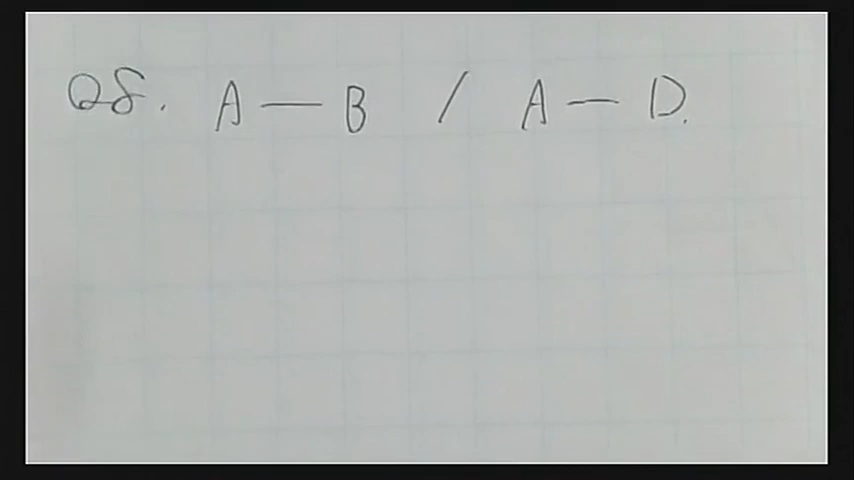 Q8. A — B / A — D.